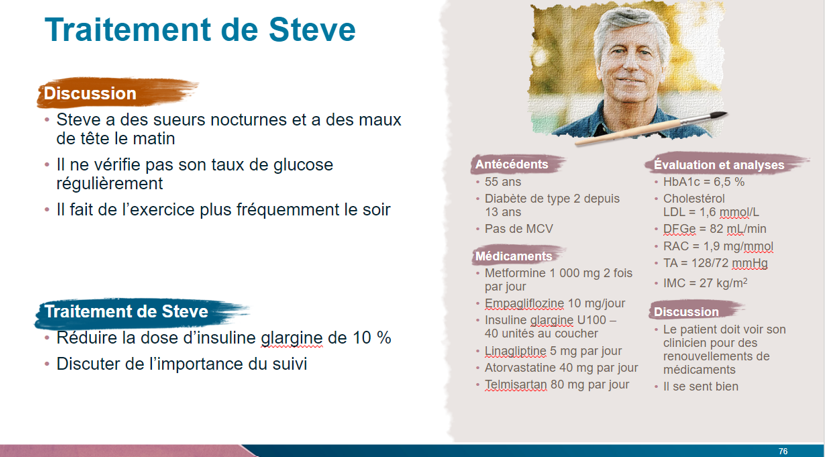 Traitement de Steve
Discussion
• Steve a des sueurs nocturnes et a des maux
de tête le matin
• Il ne vérifie pas son taux de glucose
régulièrement
• Il fait de l'exercice plus fréquemment le soir
Traitement de Steve
• Réduire la dose d'insuline glargine de 10 %
• Discuter de l'importance du suivi
Antécédents
• 55 ans
• Diabète de type 2 depuis
13 ans
• Pas de MCV
Médicaments
• Metformine 1 000 mg 2 fois
par jour
• Empagliflozine 10 mg/jour
• Insuline glargine U100 –
40 unités au coucher
• Linagliptine 5 mg par jour
• Atorvastatine 40 mg par jour
• Telmisartan 80 mg par jour
Évaluation et analyses
• HbA1c = 6,5 %
• Cholestérol
LDL = 1,6 mmol/L
• DFGe = 82 mL/min
• RAC = 1,9 mg/mmol
• TA = 128/72 mmHg
• IMC = 27 kg/m²
Discussion
• Le patient doit voir son
clinicien pour des
renouvellements de
médicaments
• Il se sent bien
76